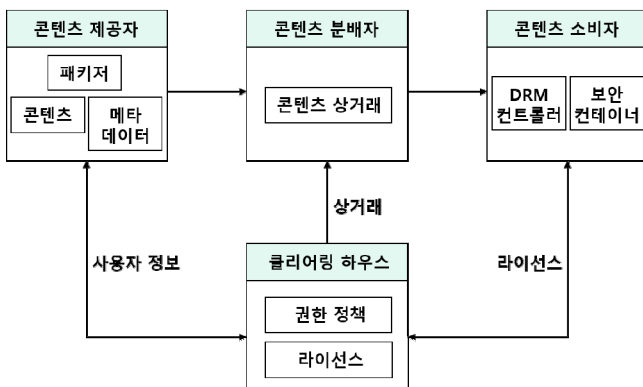 콘텐츠 제공자
패키저
콘텐츠
메타
데이터
콘텐츠 분배자
콘텐츠 상거래
콘텐츠 소비자
DRM
컨트롤러
보안
컨테이너
사용자 정보
상거래
라이선스
클리어링 하우스
권한 정책
라이선스